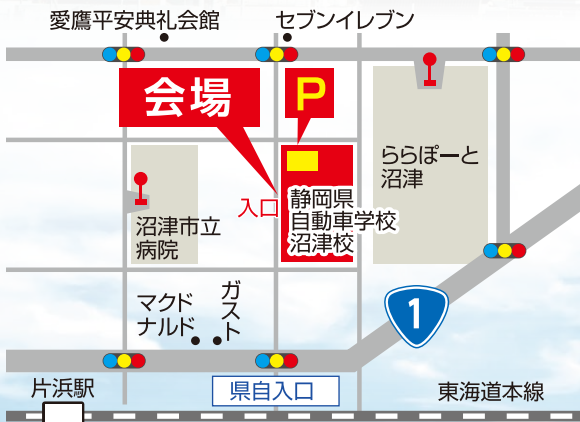 愛鷹平安典礼会館
セブンイレブン
会場
P
ららぽーと
沼津
入口
静岡県
自動車学校
沼津校
沼津市立
病院
マクド
ナルド
ガスト
1
片浜駅
県自入口
東海道本線